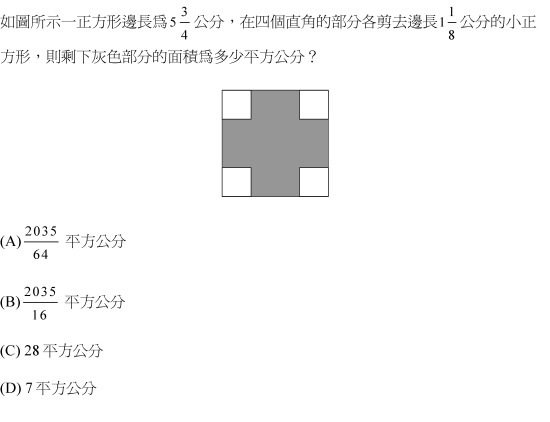 如圖所示一正方形邊長爲5 3/4 公分，在四個直角的部分各剪去邊長1 1/8 公分的小正
方形，則剩下灰色部分的面積爲多少平方公分？
(A) 2035/64 平方公分
(B) 2035/16 平方公分
(C) 28 平方公分
(D) 7 平方公分